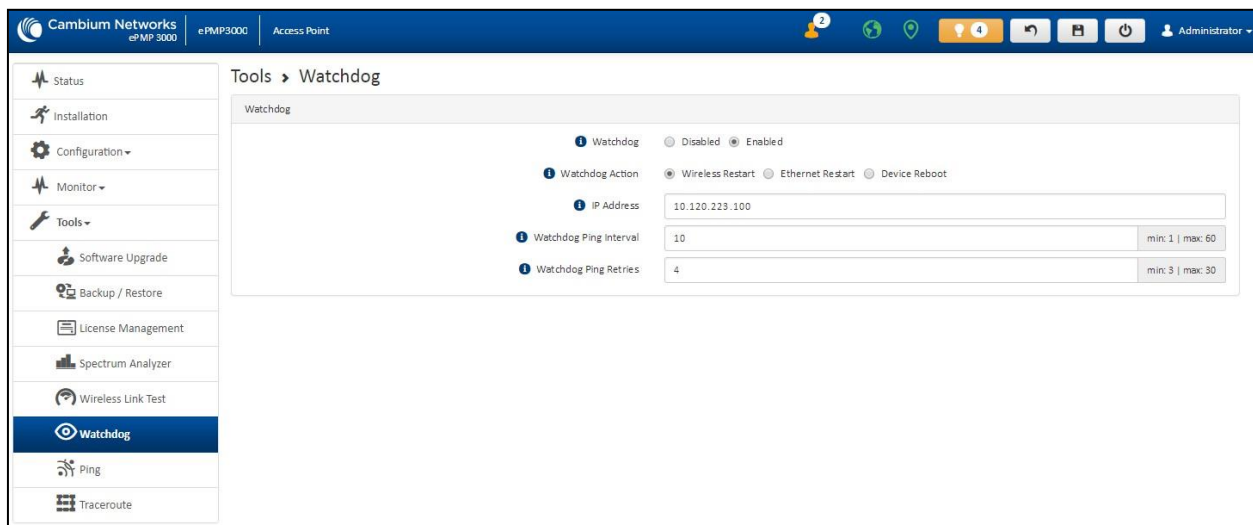 Cambium Networks
ePMP 3000
ePMP3000
Access Point
2
4
Administrator
Status
Installation
Configuration
Monitor
Tools
Software Upgrade
Backup / Restore
License Management
Spectrum Analyzer
Wireless Link Test
Watchdog
Ping
Traceroute
Tools > Watchdog
Watchdog
Watchdog Disabled Enabled
Watchdog Action Wireless Restart Ethernet Restart Device Reboot
IP Address 10.120.223.100
Watchdog Ping Interval 10 min: 1 | max: 60
Watchdog Ping Retries 4 min: 3 | max: 30